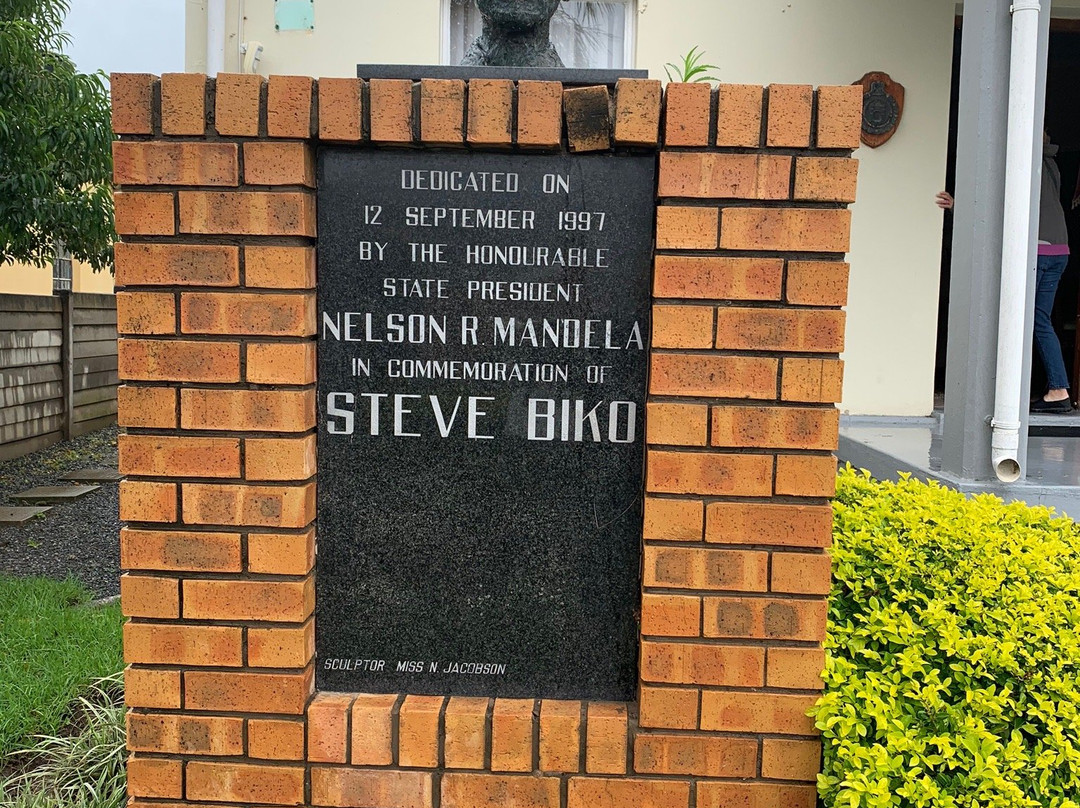 DEDICATED ON
12 SEPTEMBER 1997
BY THE HONOURABLE
STATE PRESIDENT
NELSON R. MANDELA
IN COMMEMORATION OF
STEVE BIKO
SCULPTOR MISS N. JACOBSON